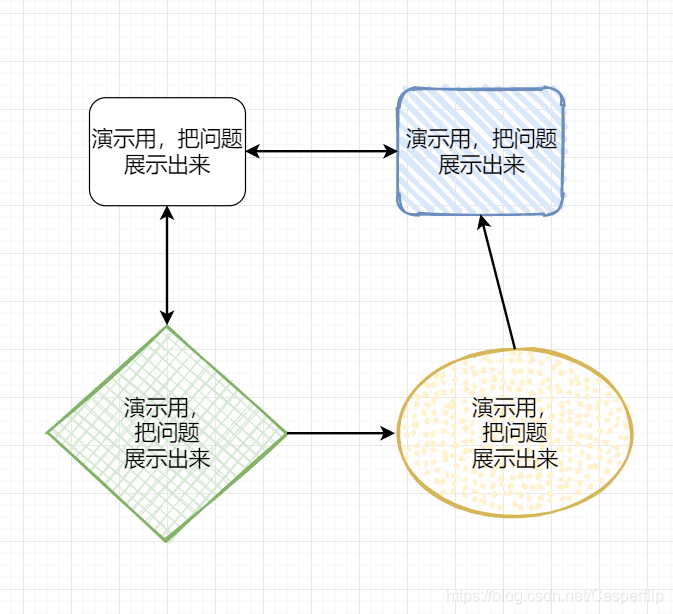 演示用，把问题
展示出来
演示用，把问题
展示出来
演示用，
把问题
展示出来
演示用，
把问题
展示出来
https://blog.csdn.net/Casperflip